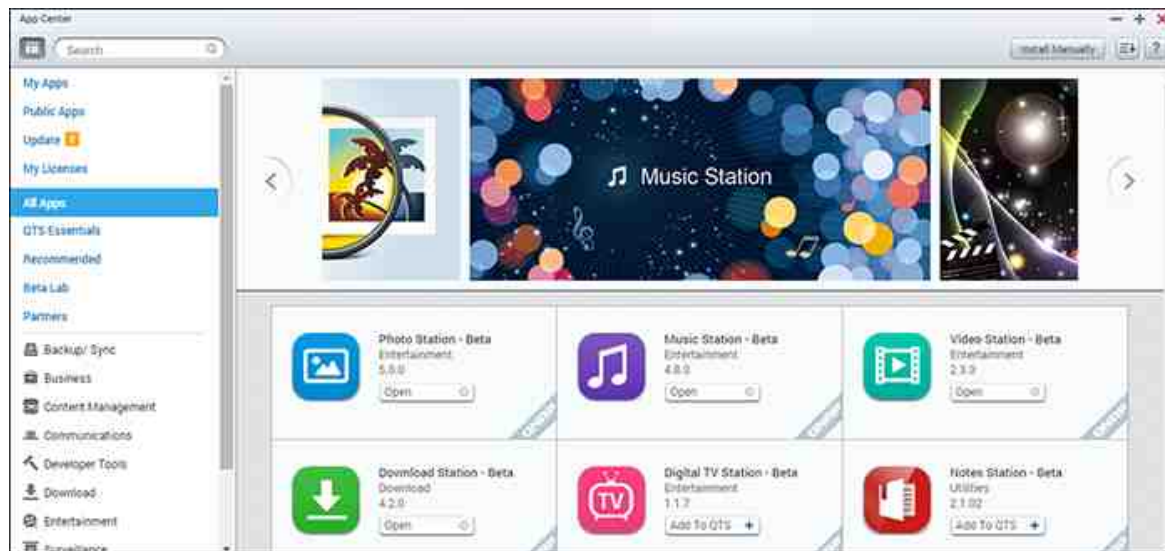 App Center
Search
Install Manually
?
My Apps
Public Apps
Update
My Licenses
All Apps
QTS Essentials
Recommended
Beta Lab
Partners
Backup/ Sync
Business
Content Management
Communications
Developer Tools
Download
Entertainment
Surveillance
Music Station
Photo Station - Beta
Entertainment
5.0.0
Open
Music Station - Beta
Entertainment
4.8.0
Open
Video Station - Beta
Entertainment
2.3.0
Open
Download Station - Beta
Download
4.2.0
Open
TV
Digital TV Station - Beta
Entertainment
1.1.7
Add To QTS +
Notes Station - Beta
Utilities
2.1.02
Add To QTS +